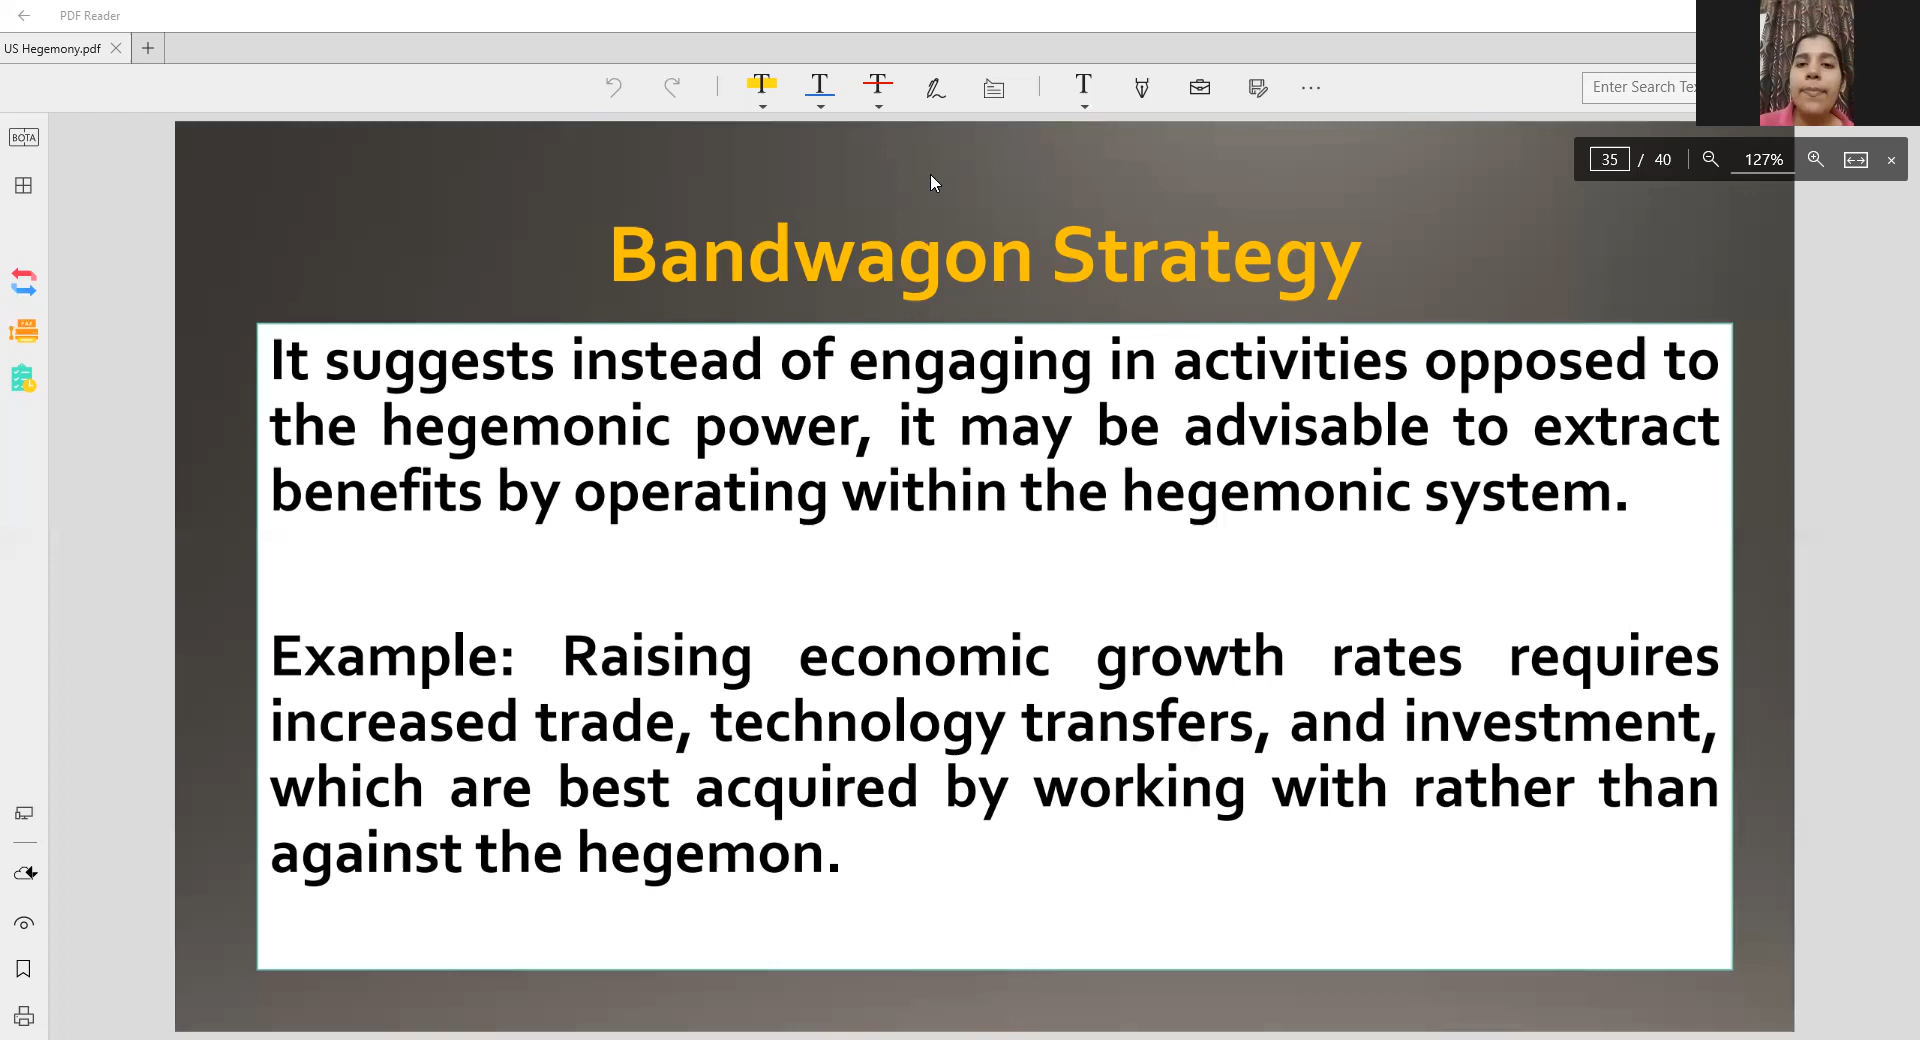 PDF Reader
US Hegemony.pdf
T T T T
Enter Search Te
BOTA
35 / 40 127%
Bandwagon Strategy
It suggests instead of engaging in activities opposed to
the hegemonic power, it may be advisable to extract
benefits by operating within the hegemonic system.
Example: Raising economic growth rates requires
increased trade, technology transfers, and investment,
which are best acquired by working with rather than
against the hegemon.